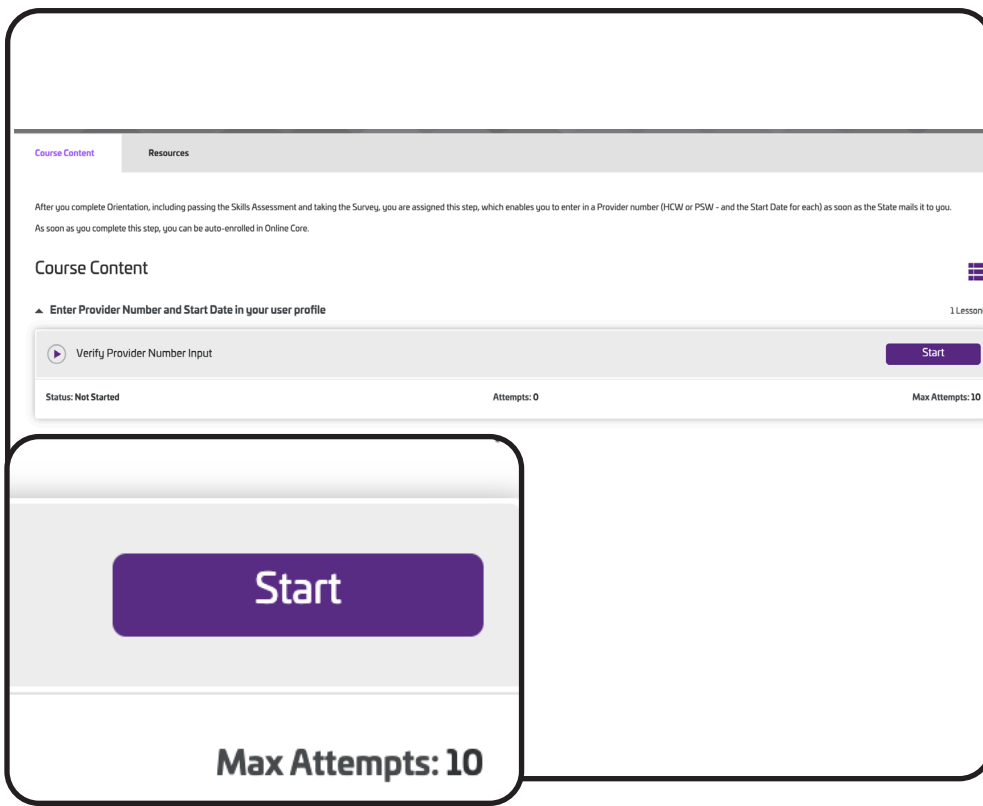 Course Content
Resources
After you complete Orientation, including passing the Skills Assessment and taking the Survey, you are assigned this step, which enables you to enter in a Provider number (HCW or PSW - and the Start Date for each) as soon as the State mails it to you.
As soon as you complete this step, you can be auto-enrolled in Online Core.
Course Content
Enter Provider Number and Start Date in your user profile
1 Lesson
Verify Provider Number Input
Start
Status: Not Started
Attempts: 0
Max Attempts: 10
Start
Max Attempts: 10